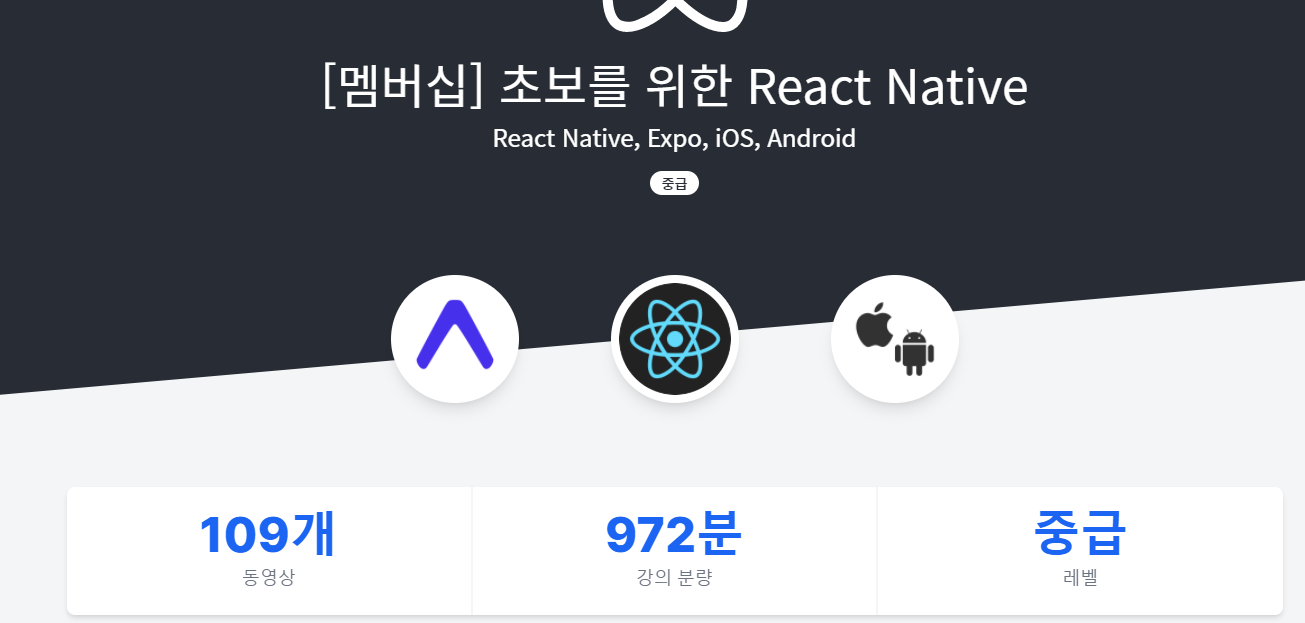 [멤버십] 초보를 위한 React Native
React Native, Expo, iOS, Android
중급
109개
동영상
972분
강의 분량
중급
레벨